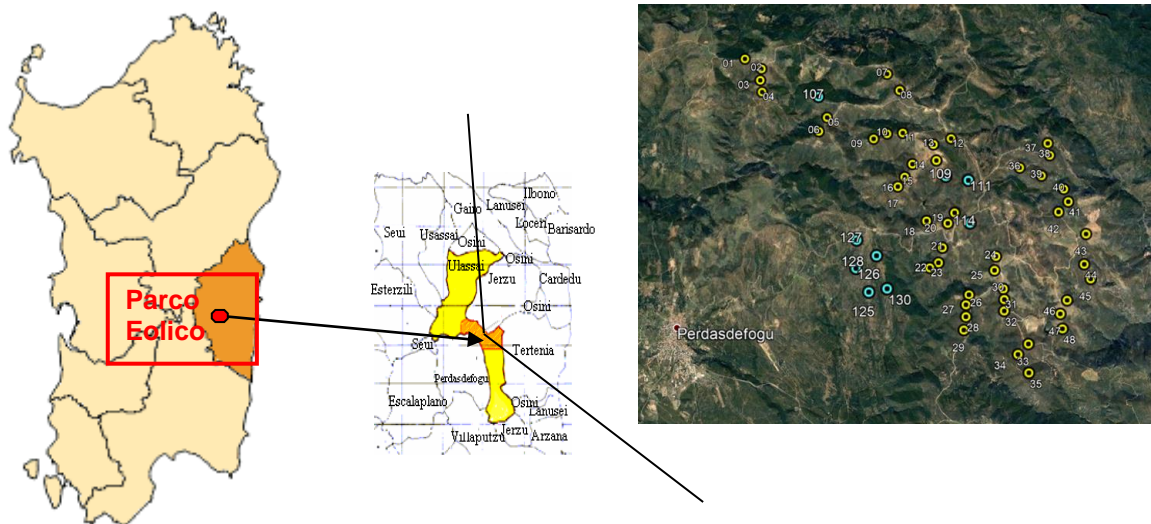 Parco
Eolico
Ilbono
Lanusei
Gairo
Loceri
Seui
Usassai
Barisardo
Osini
Osini
Ulassai
Jerzu
Cardedu
Esterzili
Osini
Seui
Tertenia
Perdasdefogu
Escalaplano
Osini
Lanusei
Jerzu
Villaputzu
Arzana
01
02
03
04
107
05
06
07
08
09
10
11
12
13
14
15
16
17
109
111
18
19
20
114
21
22
23
24
25
26
27
28
29
30
31
32
33
34
35
36
37
38
39
40
41
42
43
44
45
46
47
48
127
128
126
125
130
Perdasdefogu